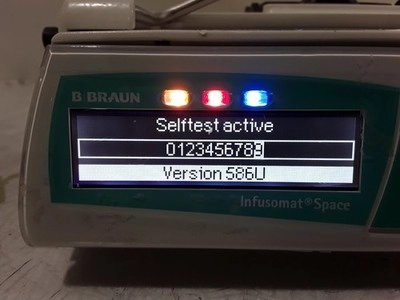 B BRAUN
Selftest active
0123456789
Version 586U
Infusomat® Space